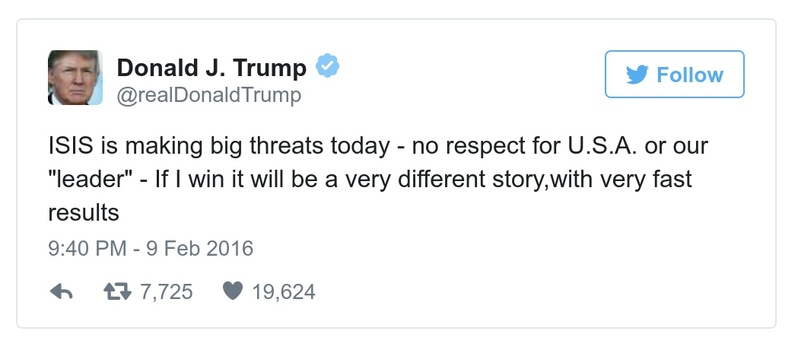 Donald J. Trump
@realDonaldTrump
Follow
ISIS is making big threats today - no respect for U.S.A. or our
"leader" - If I win it will be a very different story,with very fast
results
9:40 PM - 9 Feb 2016
7,725 19,624